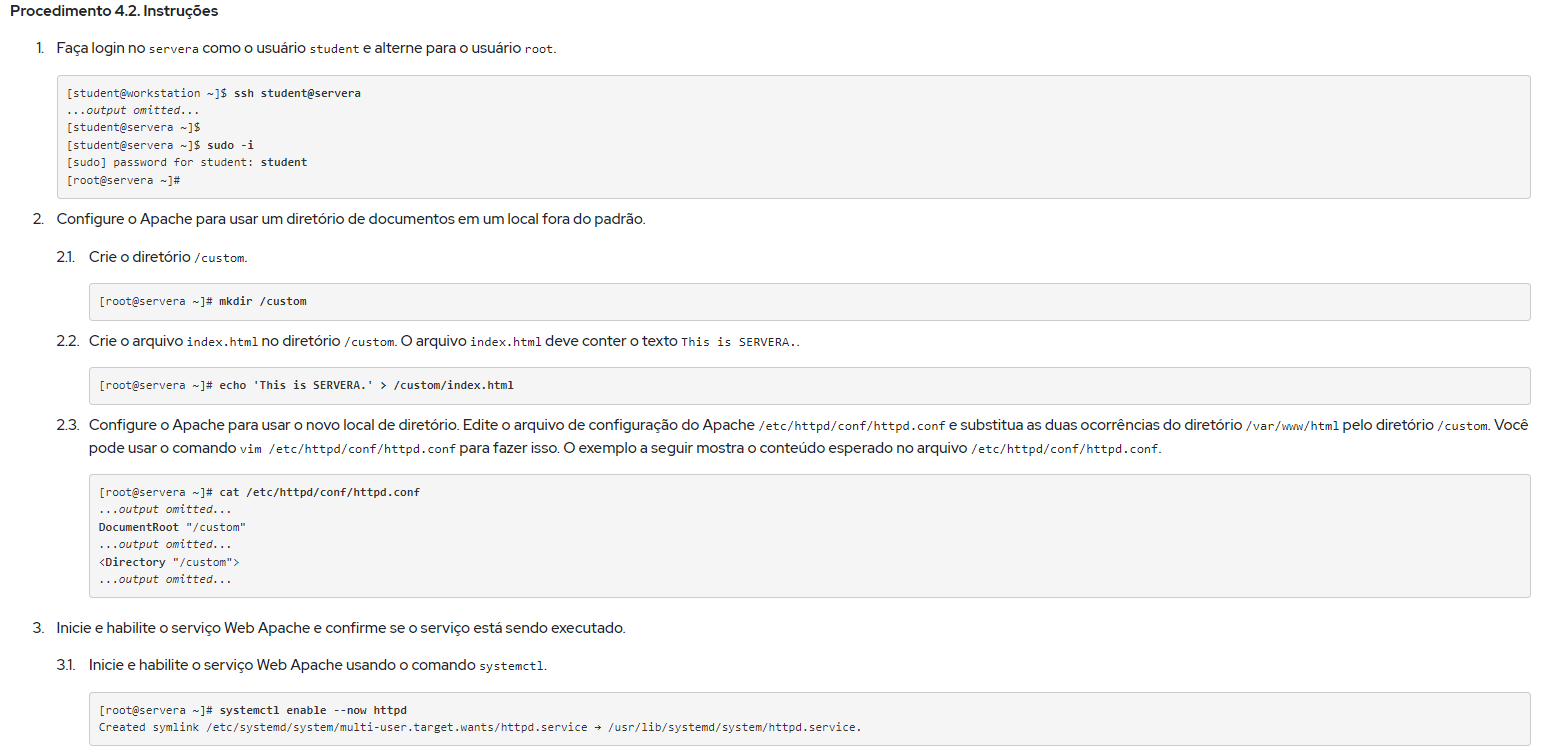 Procedimento 4.2. Instruções
1. Faça login no servera como o usuário student e alterne para o usuário root.
[student@workstation ~]$ ssh student@servera
...output omitted...
[student@servera ~]$
[student@servera ~]$ sudo -i
[sudo] password for student: student
[root@servera ~]#
2. Configure o Apache para usar um diretório de documentos em um local fora do padrão.
2.1. Crie o diretório /custom.
[root@servera ~]# mkdir /custom
2.2. Crie o arquivo index.html no diretório /custom. O arquivo index.html deve conter o texto This is SERVERA..
[root@servera ~]# echo 'This is SERVERA.' > /custom/index.html
2.3. Configure o Apache para usar o novo local de diretório. Edite o arquivo de configuração do Apache /etc/httpd/conf/httpd.conf e substitua as duas ocorrências do diretório /var/www/html pelo diretório /custom. Você
pode usar o comando vim /etc/httpd/conf/httpd.conf para fazer isso. O exemplo a seguir mostra o conteúdo esperado no arquivo /etc/httpd/conf/httpd.conf.
[root@servera ~]# cat /etc/httpd/conf/httpd.conf
...output omitted...
DocumentRoot "/custom"
...output omitted...
<Directory "/custom">
...output omitted...
3. Inicie e habilite o serviço Web Apache e confirme se o serviço está sendo executado.
3.1. Inicie e habilite o serviço Web Apache usando o comando systemctl.
[root@servera ~]# systemctl enable --now httpd
Created symlink /etc/systemd/system/multi-user.target.wants/httpd.service → /usr/lib/systemd/system/httpd.service.